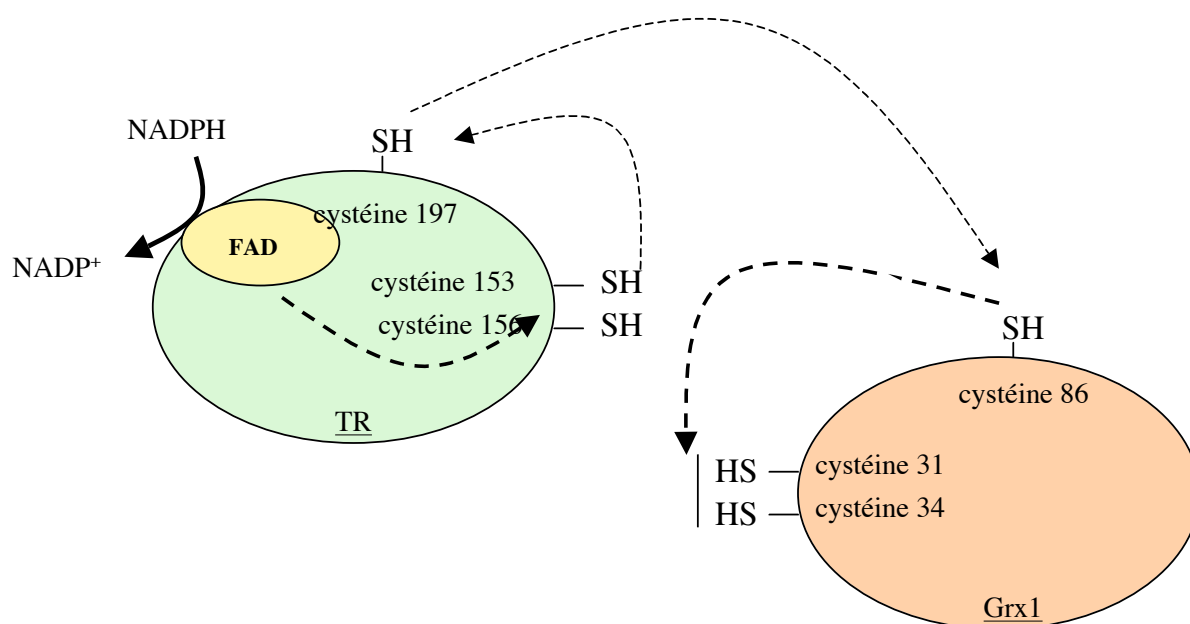 NADPH
SH
cystéine 197
FAD
NADP⁺
cystéine 153
SH
cystéine 156
SH
TR
SH
cystéine 86
HS
cystéine 31
HS
cystéine 34
Grx1